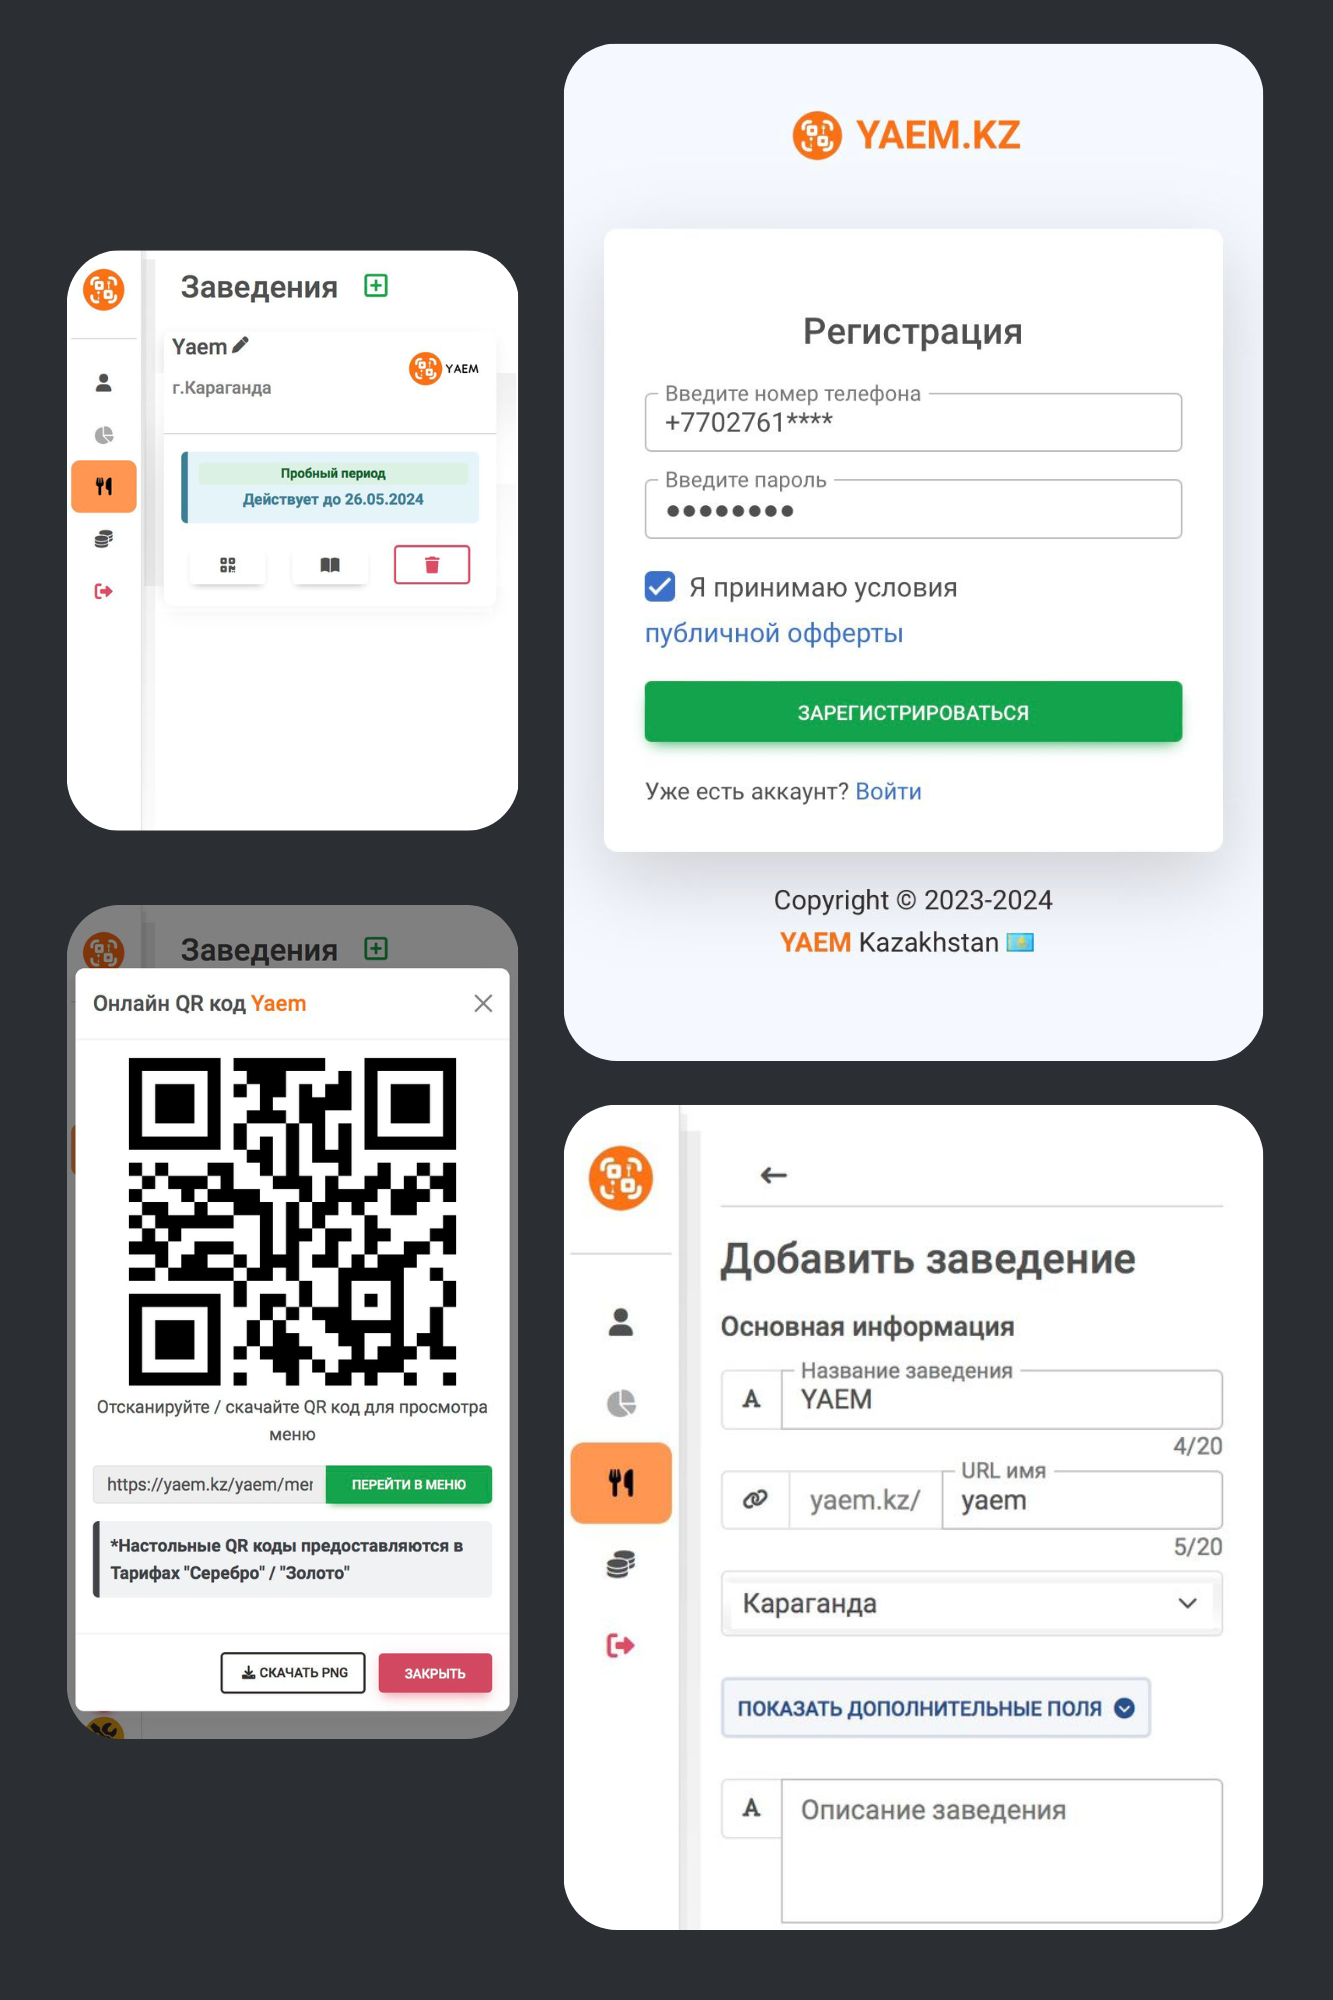 YAEM.KZ
Регистрация
Введите номер телефона
+7702761****
Введите пароль
Я принимаю условия
публичной офферты
ЗАРЕГИСТРИРОВАТЬСЯ
Уже есть аккаунт? Войти
Copyright © 2023-2024
YAEM Kazakhstan
Заведения
Yaem
YAEM
г.Караганда
Пробный период
Действует до 26.05.2024
Заведения
Онлайн QR код Yaem
Отсканируйте / скачайте QR код для просмотра
меню
https://yaem.kz/yaem/mer
ПЕРЕЙТИ В МЕНЮ
*Настольные QR коды предоставляются в
Тарифах "Серебро" / "Золото"
СКАЧАТЬ PNG
ЗАКРЫТЬ
Добавить заведение
Основная информация
Название заведения
A
YAEM
4/20
URL имя
yaem.kz/
yaem
5/20
Караганда
ПОКАЗАТЬ ДОПОЛНИТЕЛЬНЫЕ ПОЛЯ
A
Описание заведения